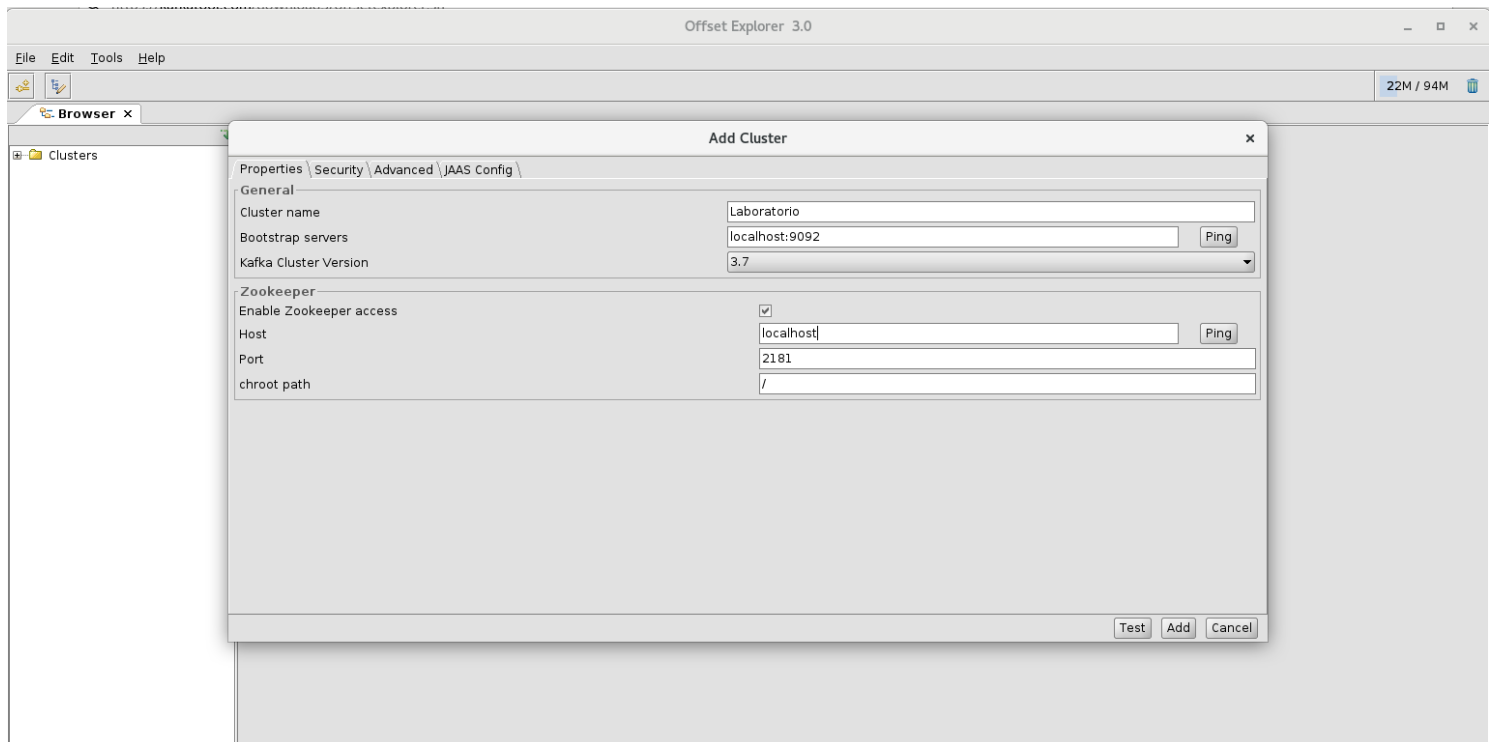 Offset Explorer 3.0
File Edit Tools Help
22M / 94M
Browser
Clusters
Add Cluster
Properties Security Advanced JAAS Config
General
Cluster name Laboratorio
Bootstrap servers localhost:9092 Ping
Kafka Cluster Version 3.7
Zookeeper
Enable Zookeeper access
Host localhost Ping
Port 2181
chroot path /
Test Add Cancel